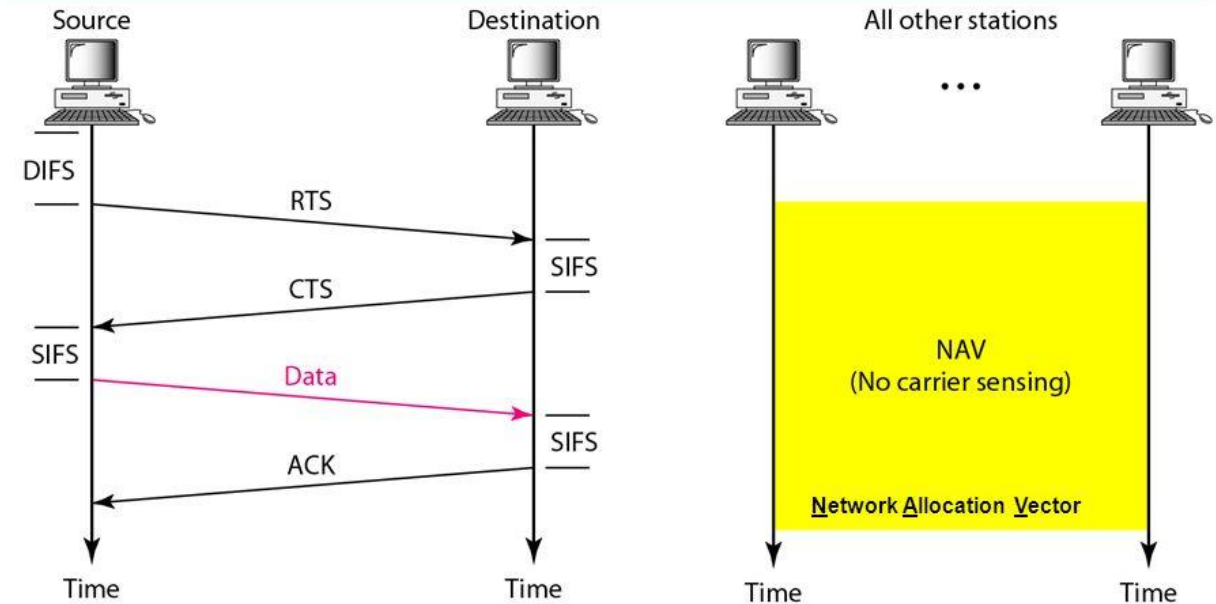 Source
Destination
All other stations
...
DIFS
RTS
SIFS
CTS
SIFS
Data
SIFS
ACK
NAV
(No carrier sensing)
Network Allocation Vector
Time
Time
Time
Time